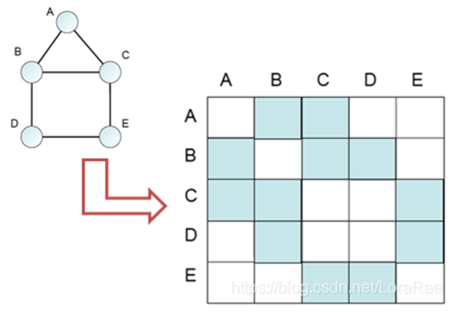 A
B C
D E
A B C D E
A
B
C
D
E
https://blog.csdn.net/LoraRae